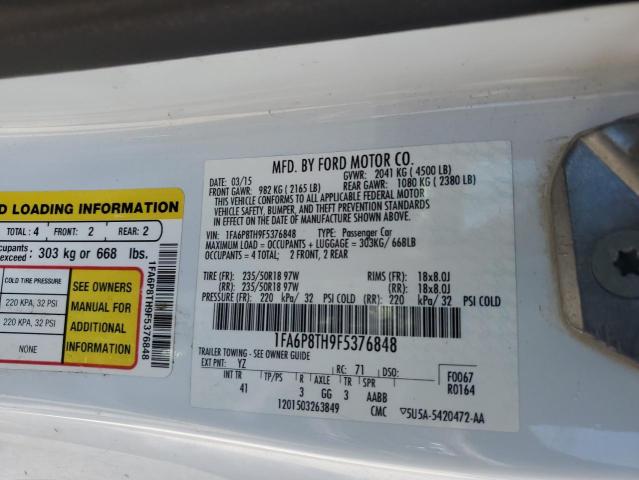 D LOADING INFORMATION
TOTAL: 4 FRONT: 2 REAR: 2
occupants
exceed: 303 kg or 668 lbs.
COLD TIRE PRESSURE
220 KPA, 32 PSI
220 KPA, 32 PSI
NONE
SEE OWNERS
MANUAL FOR
ADDITIONAL
INFORMATION
1FA6P8TH9F5376848
MFD. BY FORD MOTOR CO.
DATE: 03/15 GVWR: 2041 KG (4500 LB)
FRONT GAWR: 982 KG (2165 LB) REAR GAWR: 1080 KG (2380 LB)
THIS VEHICLE CONFORMS TO ALL APPLICABLE FEDERAL MOTOR
VEHICLE SAFETY, BUMPER, AND THEFT PREVENTION STANDARDS
IN EFFECT ON THE DATE OF MANUFACTURE SHOWN ABOVE.
VIN: 1FA6P8TH9F5376848 TYPE: Passenger Car
MAXIMUM LOAD = OCCUPANTS + LUGGAGE = 303KG/ 668LB
OCCUPANTS = 4 TOTAL: 2 FRONT, 2 REAR
TIRE (FR): 235/50R18 97W RIMS (FR): 18x8.0J
(RR): 235/50R18 97W (RR): 18x8.0J
PRESSURE (FR): 220 kPa/ 32 PSI COLD (RR): 220 kPa/ 32 PSI COLD
1FA6P8TH9F5376848
TRAILER TOWING - SEE OWNER GUIDE
EXT PNT: YZ RC: 71 DSO: F0067
R0164
INT TR TP/PS R AXLE TR SPR
41 3 GG 3 AABB
1201503263849 CMC 5U5A-5420472-AA